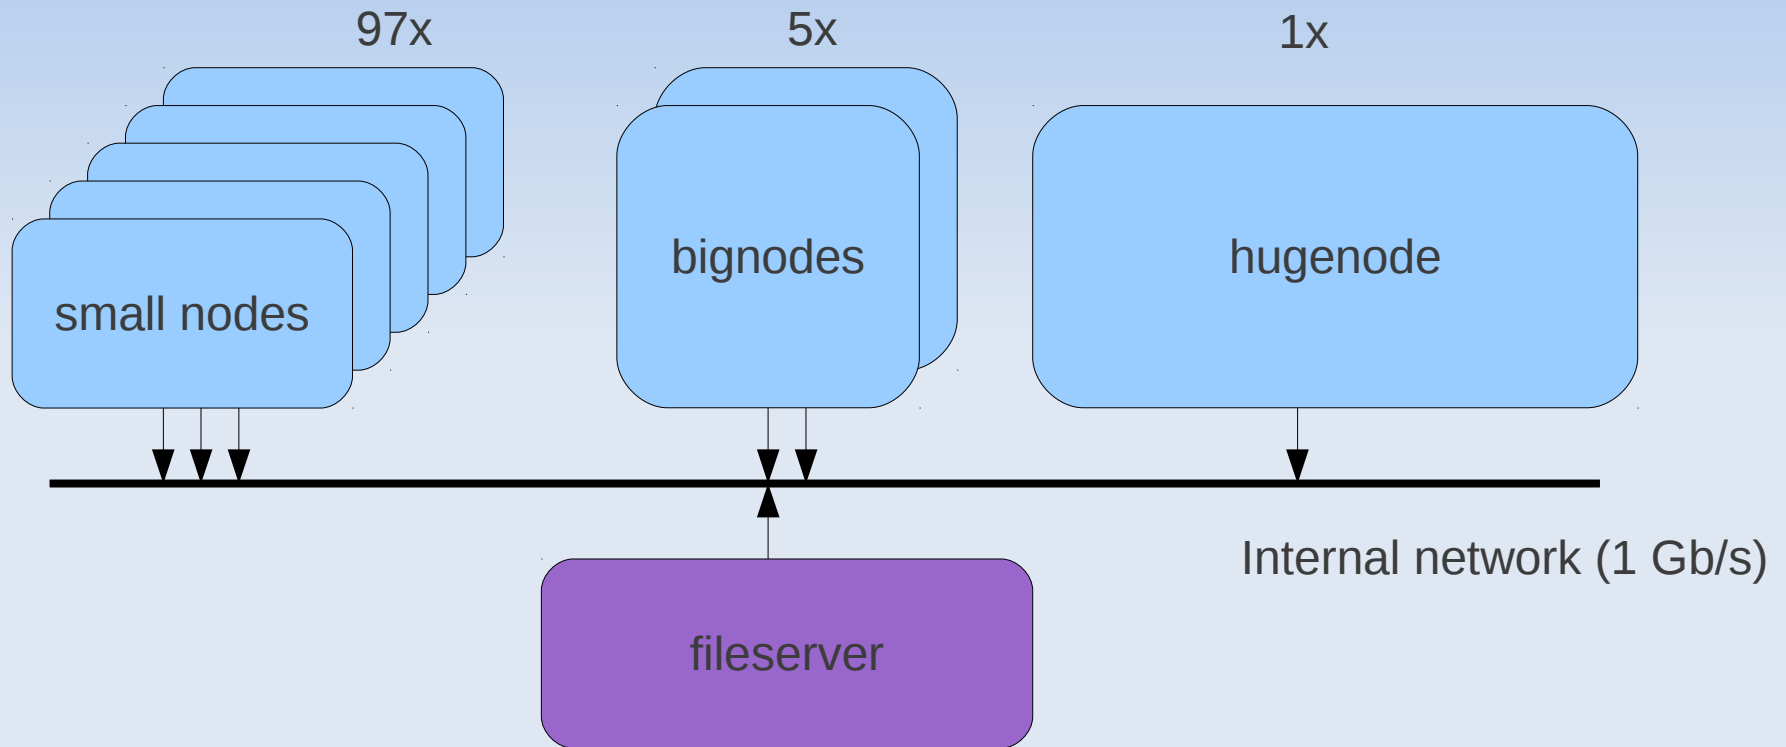 97x
5x
1x
small nodes
bignodes
hugenode
Internal network (1 Gb/s)
fileserver